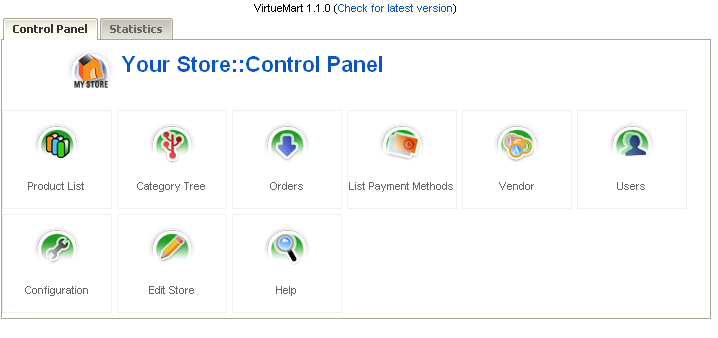 VirtueMart 1.1.0 (Check for latest version)
Control Panel
Statistics
MY STORE
Your Store::Control Panel
Product List
Category Tree
Orders
List Payment Methods
Vendor
Users
Configuration
Edit Store
Help